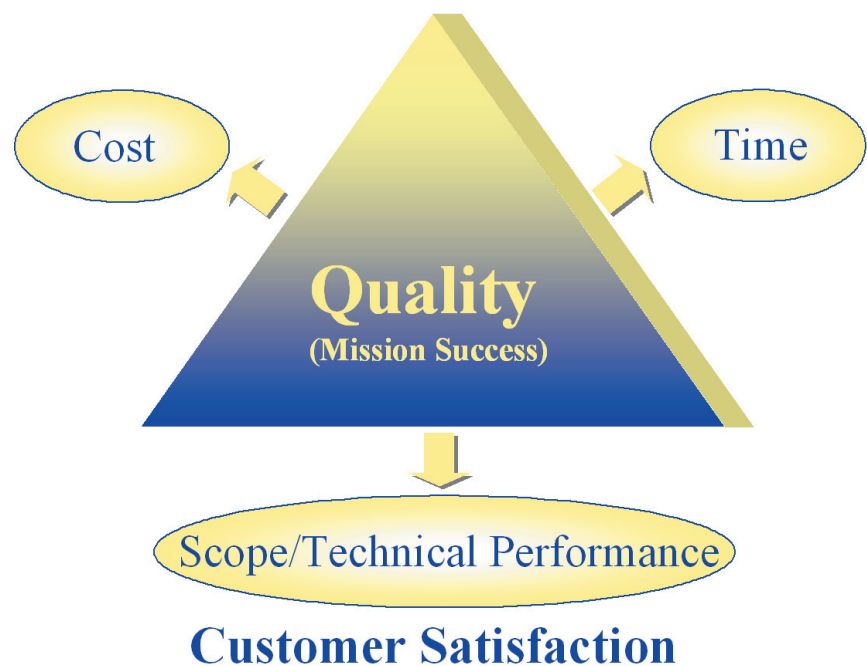 Cost
Time
Quality
(Mission Success)
Scope/Technical Performance
Customer Satisfaction